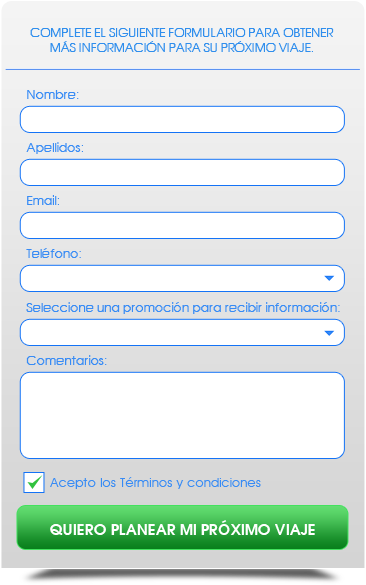 COMPLETE EL SIGUIENTE FORMULARIO PARA OBTENER
MÁS INFORMACIÓN PARA SU PRÓXIMO VIAJE.
Nombre:
Apellidos:
Email:
Teléfono:
Seleccione una promoción para recibir información:
Comentarios:
Acepto los Términos y condiciones
QUIERO PLANEAR MI PRÓXIMO VIAJE